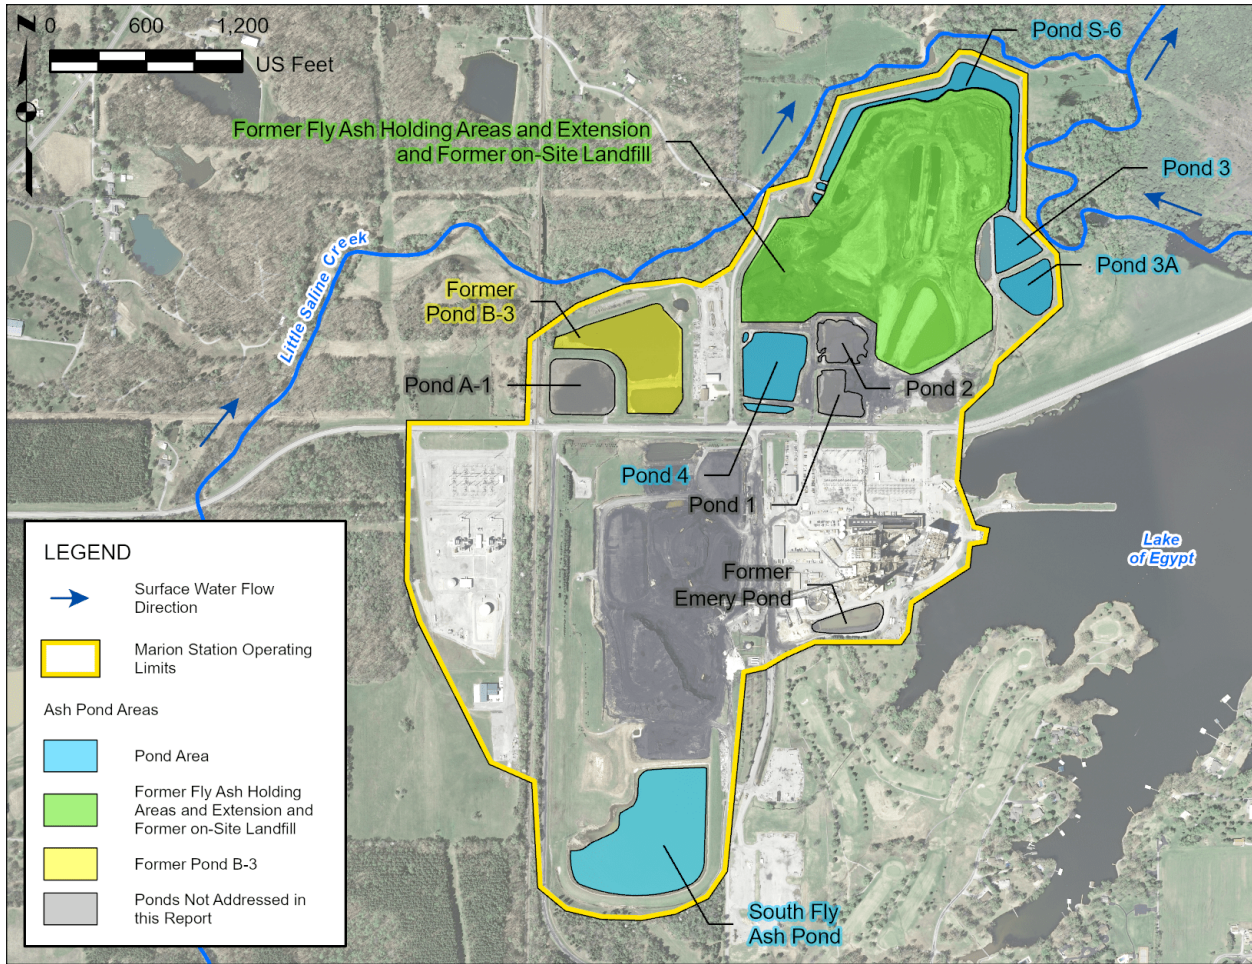 N
0 600 1,200
US Feet
Pond S-6
Former Fly Ash Holding Areas and Extension
and Former on-Site Landfill
Pond 3
Pond 3A
Little Saline Creek
Former
Pond B-3
Pond A-1
Pond 2
Pond 4
Pond 1
Former
Emery Pond
Lake
of Egypt
South Fly
Ash Pond
LEGEND
Surface Water Flow
Direction
Marion Station Operating
Limits
Ash Pond Areas
Pond Area
Former Fly Ash Holding
Areas and Extension and
Former on-Site Landfill
Former Pond B-3
Ponds Not Addressed in
this Report